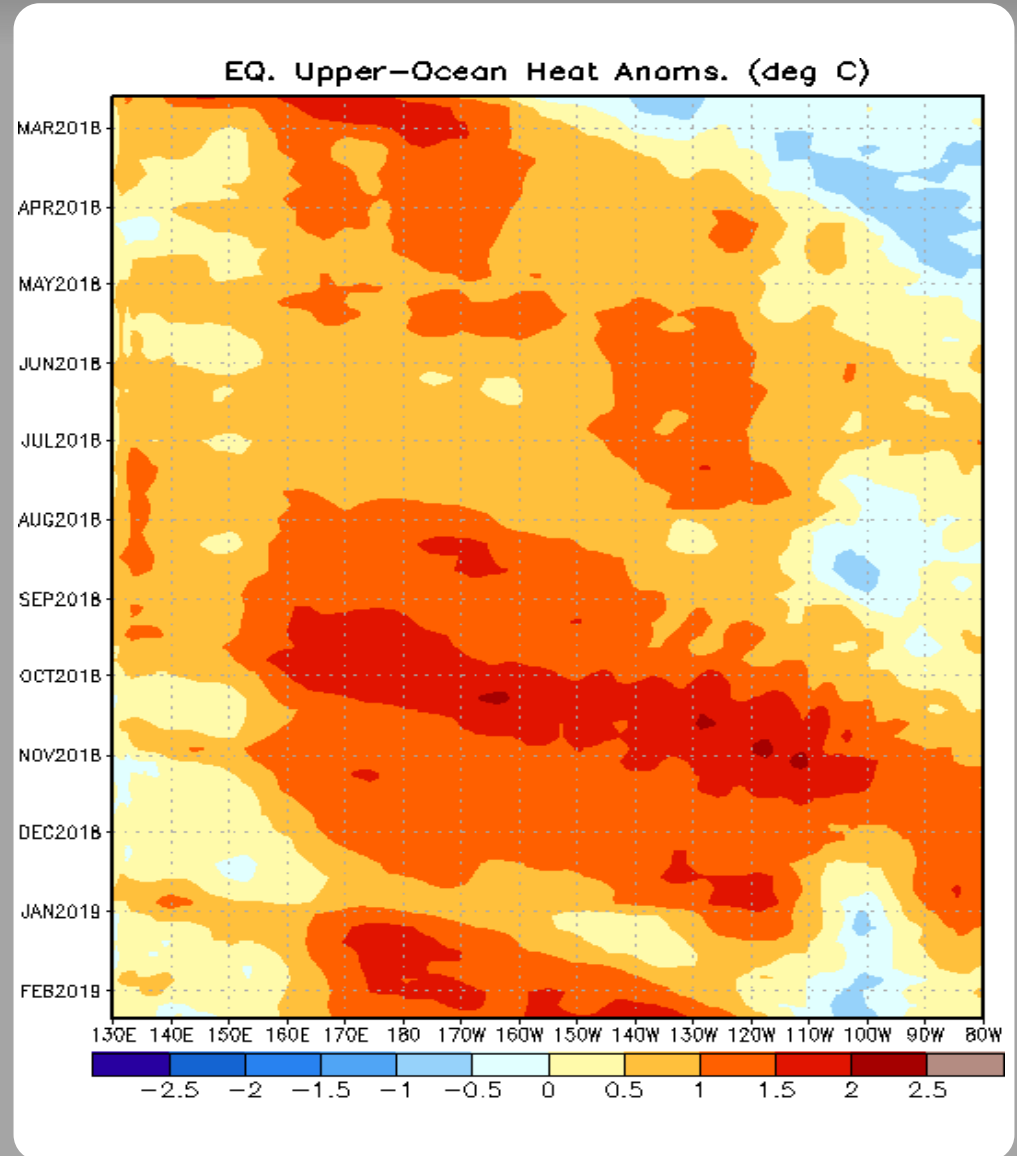 EQ. Upper-Ocean Heat Anoms. (deg C)
MAR2018
APR2018
MAY2018
JUN2018
JUL2018
AUG2018
SEP2018
OCT2018
NOV2018
DEC2018
JAN2019
FEB2019
130E 140E 150E 160E 170E 180 170W 160W 150W 140W 130W 120W 110W 100W 90W 80W
-2.5 -2 -1.5 -1 -0.5 0 0.5 1 1.5 2 2.5